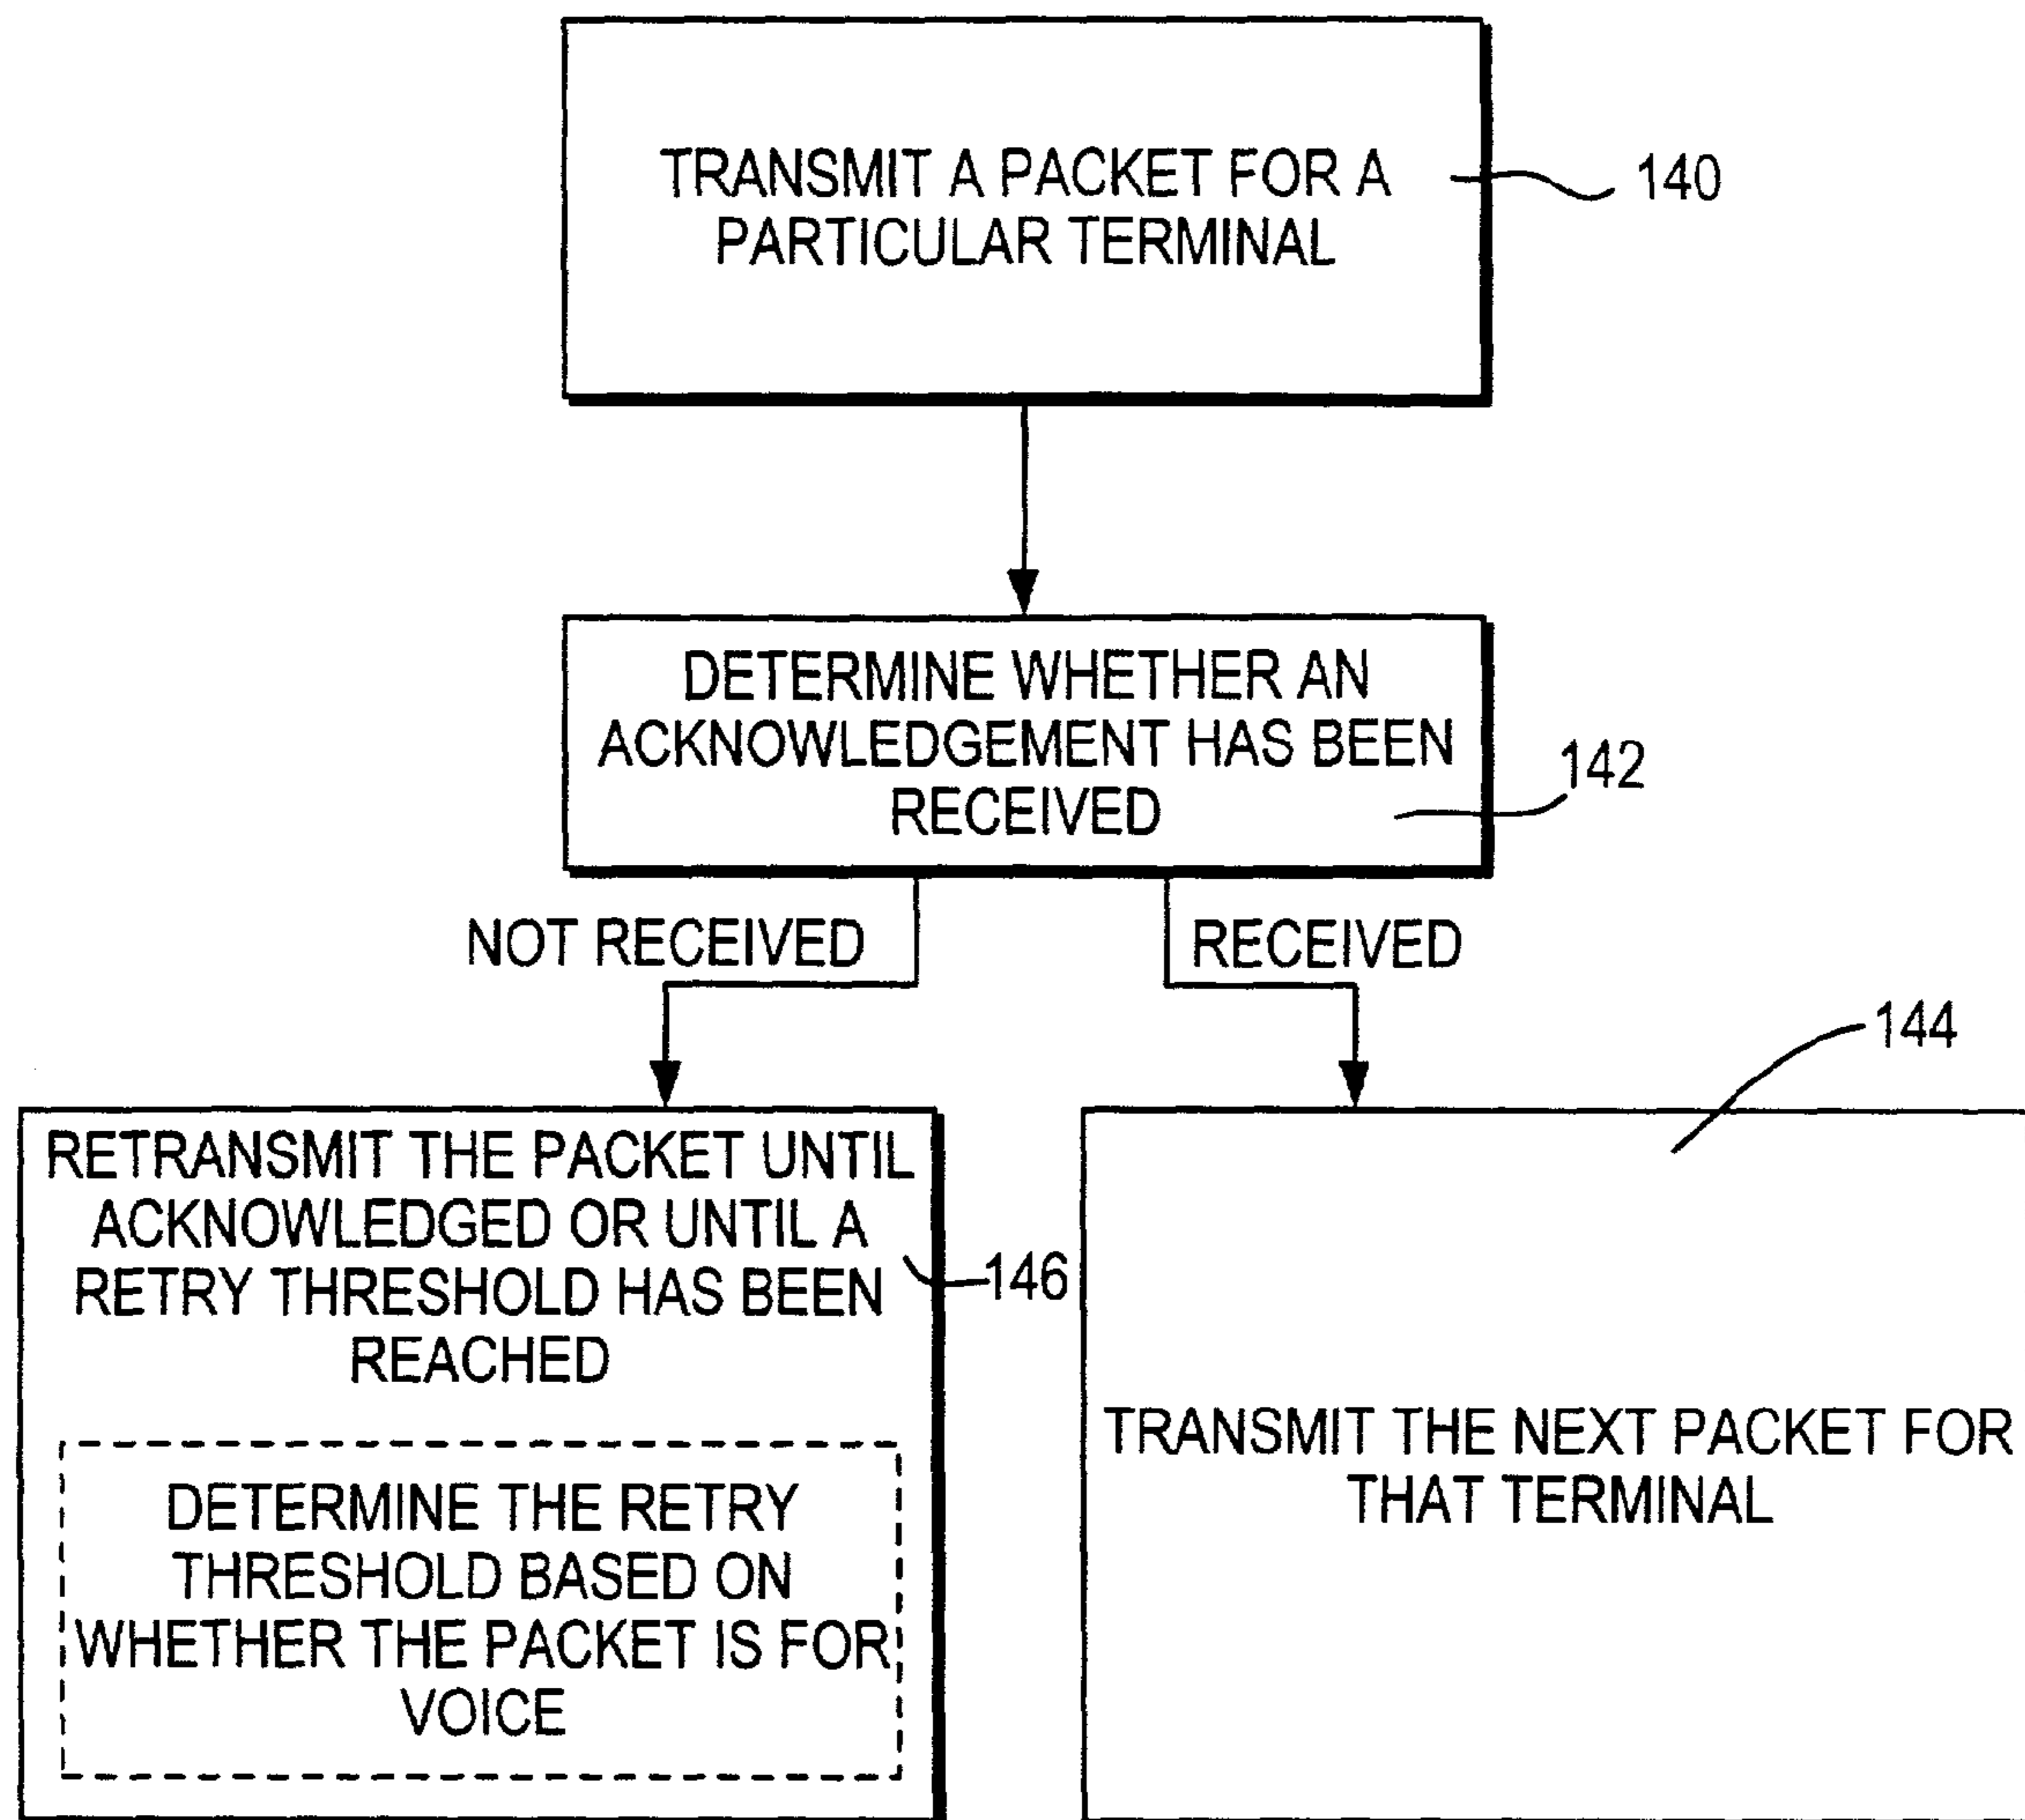 TRANSMIT A PACKET FOR A
PARTICULAR TERMINAL
140
DETERMINE WHETHER AN
ACKNOWLEDGEMENT HAS BEEN
RECEIVED
142
NOT RECEIVED
RECEIVED
144
RETRANSMIT THE PACKET UNTIL
ACKNOWLEDGED OR UNTIL A
RETRY THRESHOLD HAS BEEN
REACHED
146
DETERMINE THE RETRY
THRESHOLD BASED ON
WHETHER THE PACKET IS FOR
VOICE
TRANSMIT THE NEXT PACKET FOR
THAT TERMINAL